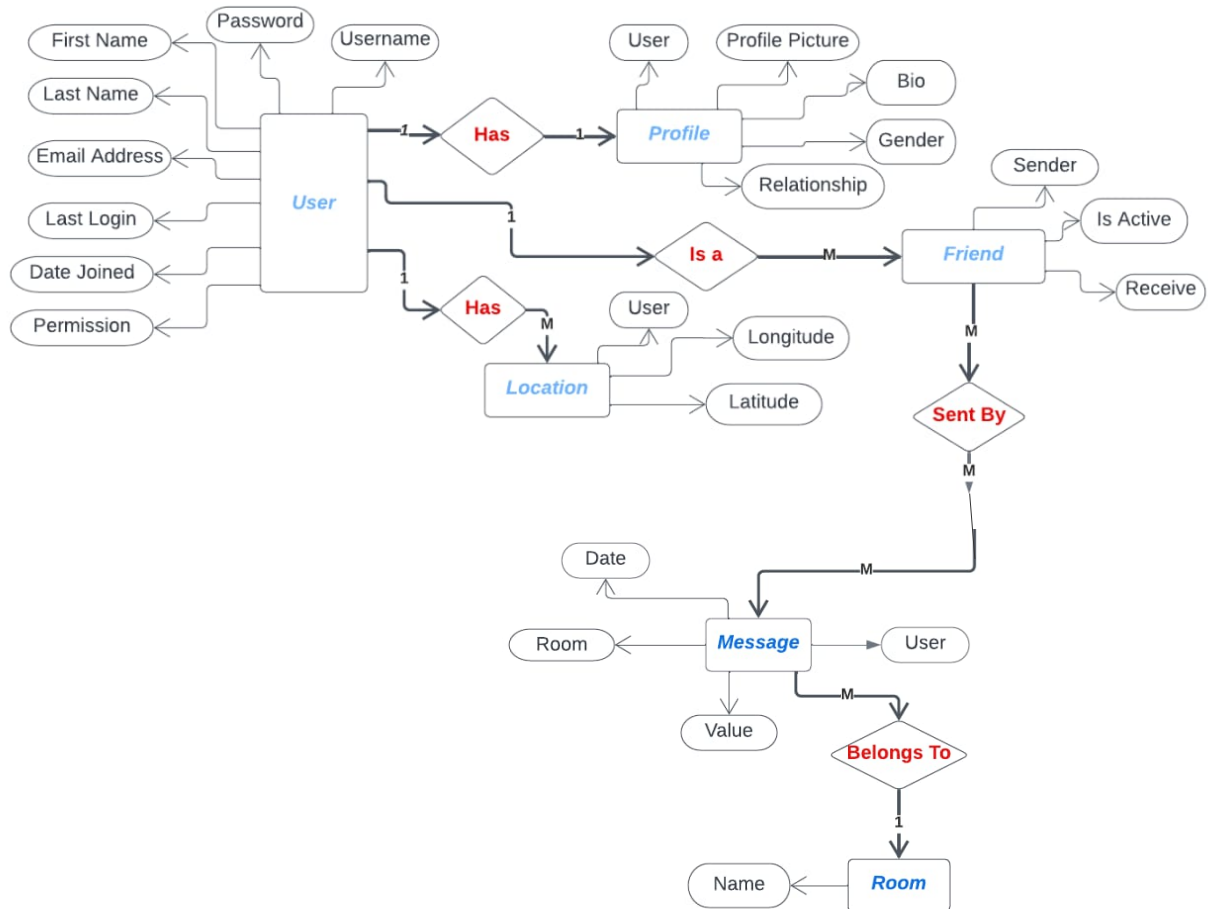 Password
First Name
Username
User
Profile Picture
Bio
Last Name
1
Has
1
Profile
Gender
Email Address
Sender
Relationship
User
1
Last Login
Is Active
Is a
M
Friend
Date Joined
1
Receive
Has
User
Permission
M
M
Longitude
Location
Latitude
Sent By
M
Date
M
Room
Message
User
M
Value
Belongs To
1
Name
Room